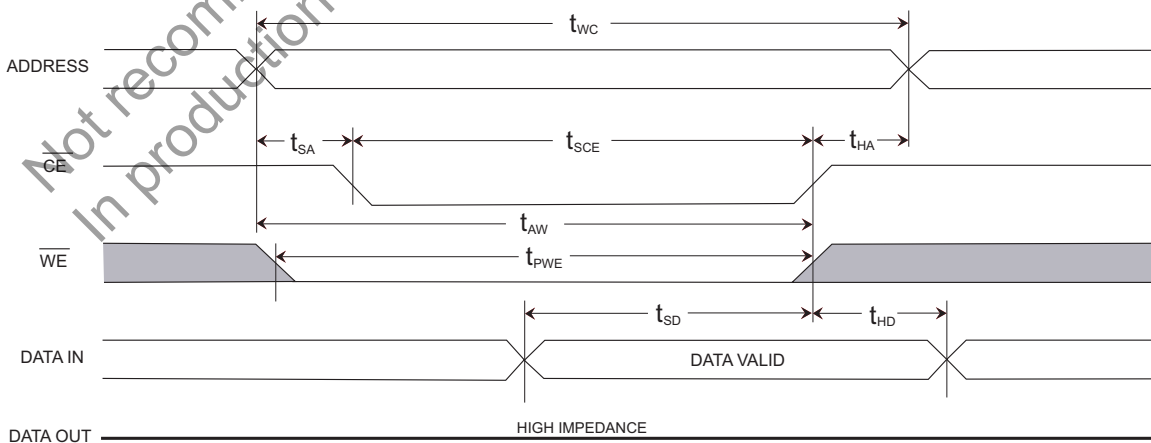 Not recomm
In production
tWC
ADDRESS
tSA
tSCE
tHA
CE
tAW
WE
tPWE
tSD
tHD
DATA IN
DATA VALID
DATA OUT
HIGH IMPEDANCE